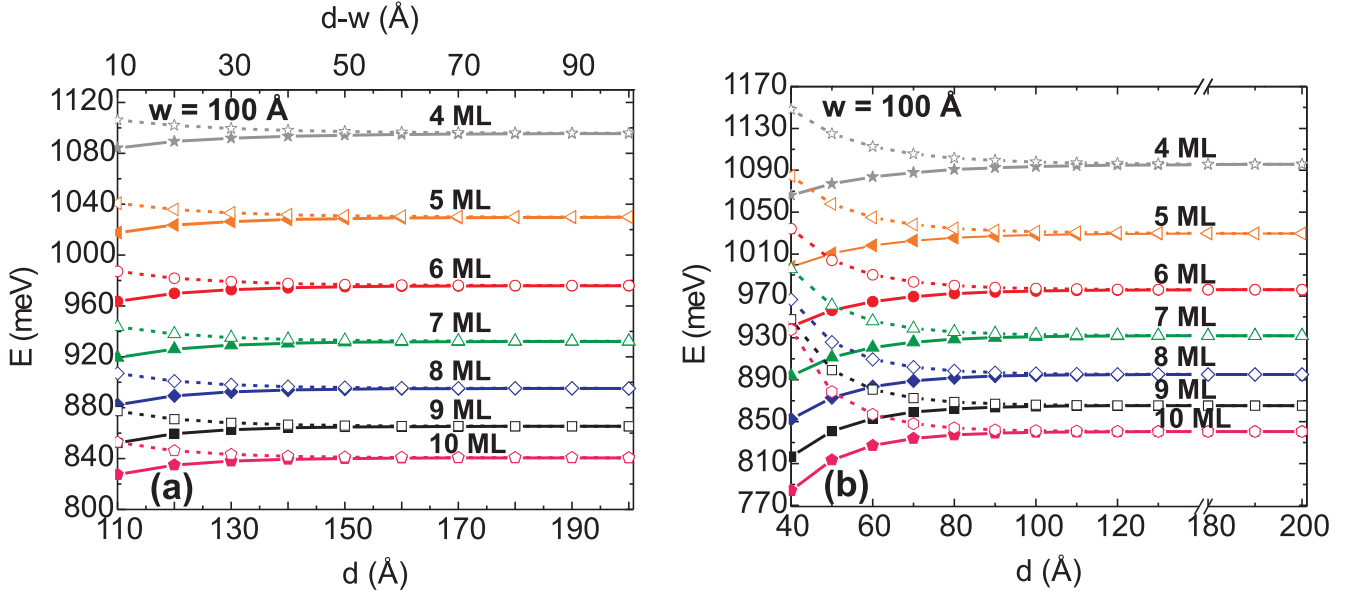 d-w (Å)
10 30 50 70 90
w = 100 Å
1120
1080
1040
1000
960
920
880
840
800
E (meV)
4 ML
5 ML
6 ML
7 ML
8 ML
9 ML
10 ML
(a)
110 130 150 170 190
d (Å)
w = 100 Å
1170
1130
1090
1050
1010
970
930
890
850
810
770
E (meV)
4 ML
5 ML
6 ML
7 ML
8 ML
9 ML
10 ML
(b)
40 60 80 100 120 180 200
d (Å)